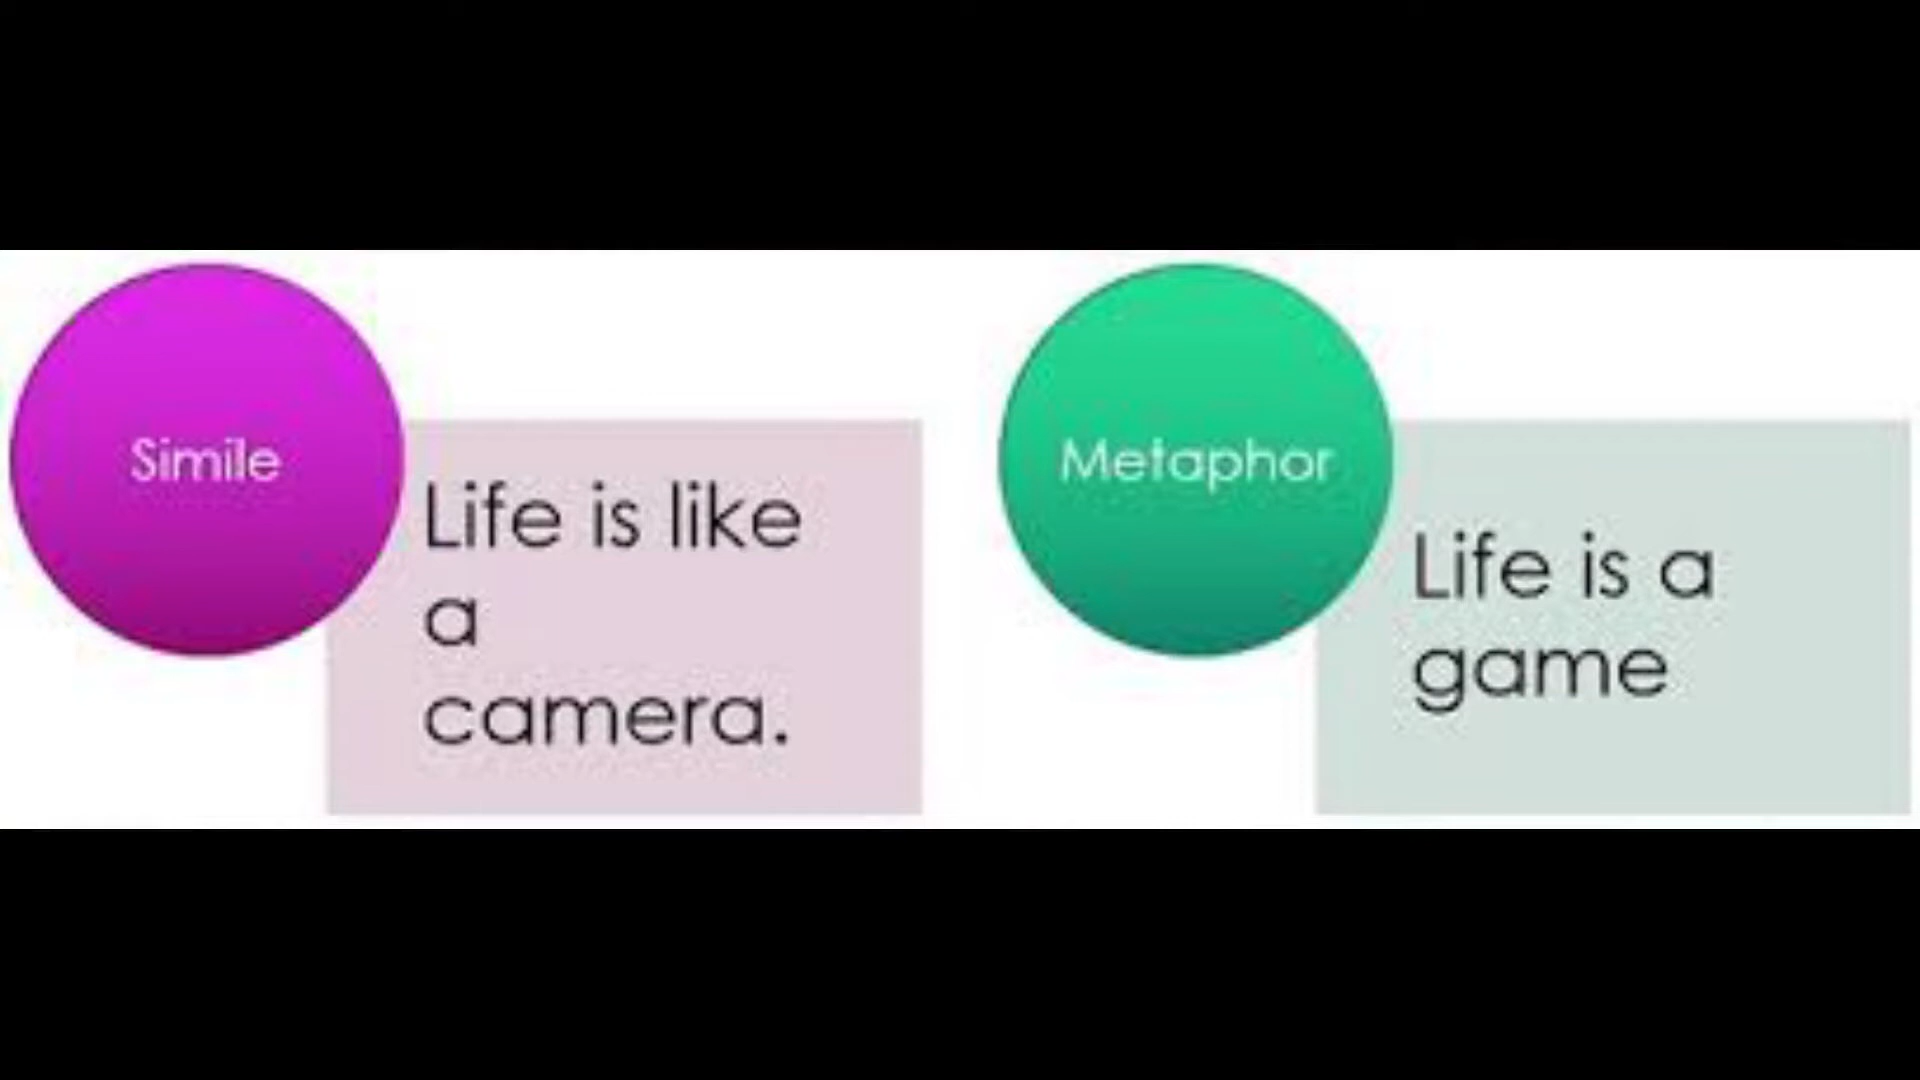 Simile
Life is like
a
camera.
Metaphor
Life is a
game